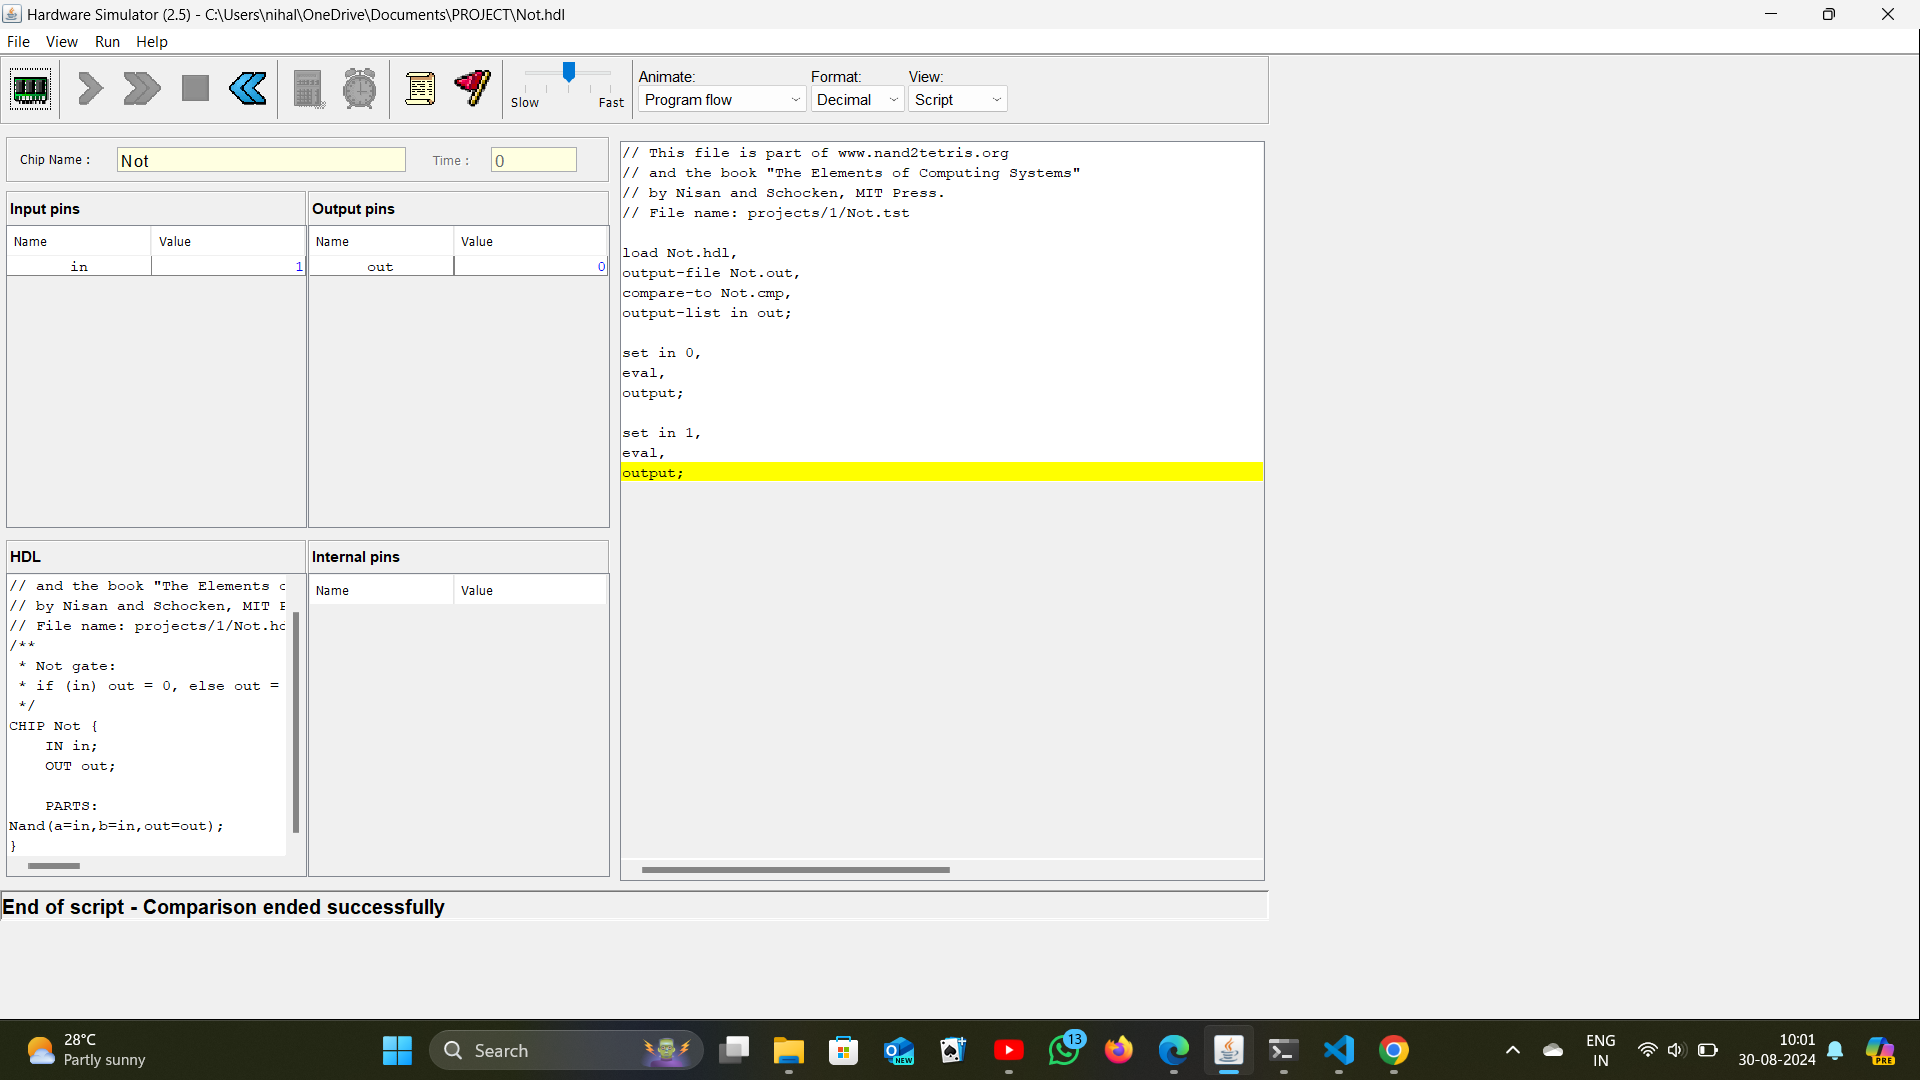 Hardware Simulator (2.5) - C:\Users\nihal\OneDrive\Documents\PROJECT\Not.hdl
File View Run Help
Slow Fast
Animate: Format: View:
Program flow Decimal Script
Chip Name : Not Time : 0
Input pins Output pins
Name Value Name Value
in 1 out 0
// This file is part of www.nand2tetris.org
// and the book "The Elements of Computing Systems"
// by Nisan and Schocken, MIT Press.
// File name: projects/1/Not.tst
load Not.hdl,
output-file Not.out,
compare-to Not.cmp,
output-list in out;
set in 0,
eval,
output;
set in 1,
eval,
output;
HDL Internal pins
Name Value
// and the book "The Elements
// by Nisan and Schocken, MIT
// File name: projects/1/Not.
/**
* Not gate:
* if (in) out = 0, else out =
*/
CHIP Not {
IN in;
OUT out;
PARTS:
Nand(a=in,b=in,out=out);
}
End of script - Comparison ended successfully
28°C
Partly sunny
Search
NEW
13
ENG
IN
10:01
30-08-2024
PRE